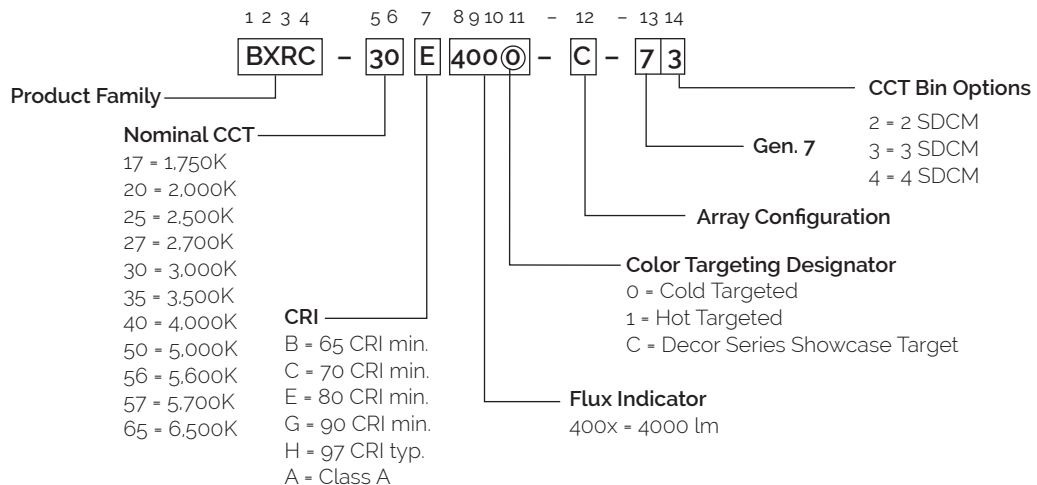 1 2 3 4 5 6 7 8 9 10 11 – 12 – 13 14
BXRC – 30 E 400 0 – C – 7 3
Product Family
Nominal CCT
17 = 1,750K
20 = 2,000K
25 = 2,500K
27 = 2,700K
30 = 3,000K
35 = 3,500K
40 = 4,000K
50 = 5,000K
56 = 5,600K
57 = 5,700K
65 = 6,500K
CRI
B = 65 CRI min.
C = 70 CRI min.
E = 80 CRI min.
G = 90 CRI min.
H = 97 CRI typ.
A = Class A
Flux Indicator
400x = 4000 lm
Color Targeting Designator
0 = Cold Targeted
1 = Hot Targeted
C = Decor Series Showcase Target
Array Configuration
Gen. 7
CCT Bin Options
2 = 2 SDCM
3 = 3 SDCM
4 = 4 SDCM